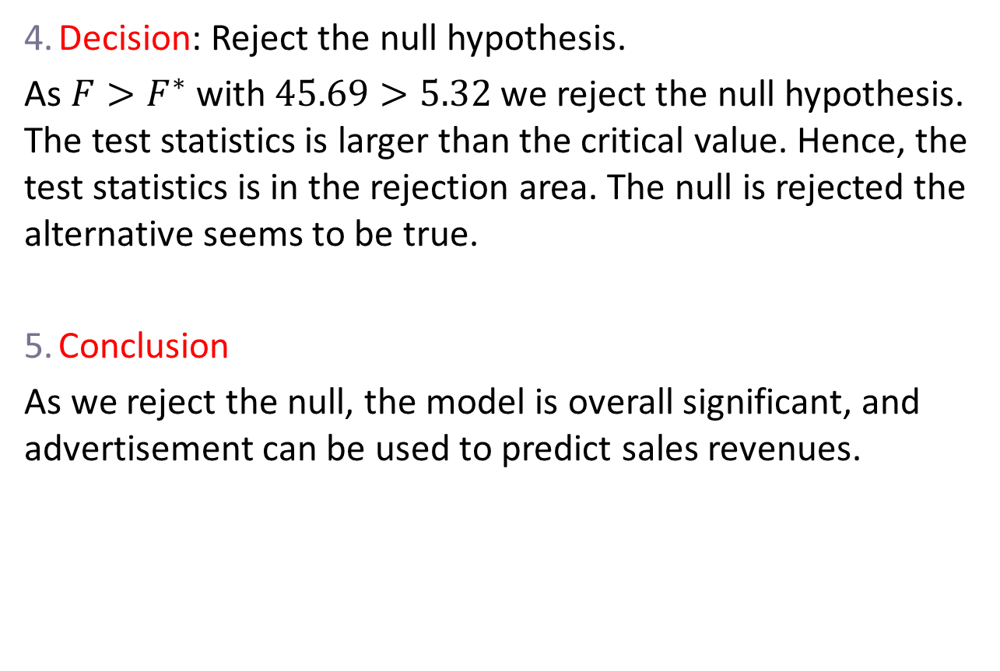 4. Decision: Reject the null hypothesis.
As F > F* with 45.69 > 5.32 we reject the null hypothesis.
The test statistics is larger than the critical value. Hence, the
test statistics is in the rejection area. The null is rejected the
alternative seems to be true.
5. Conclusion
As we reject the null, the model is overall significant, and
advertisement can be used to predict sales revenues.